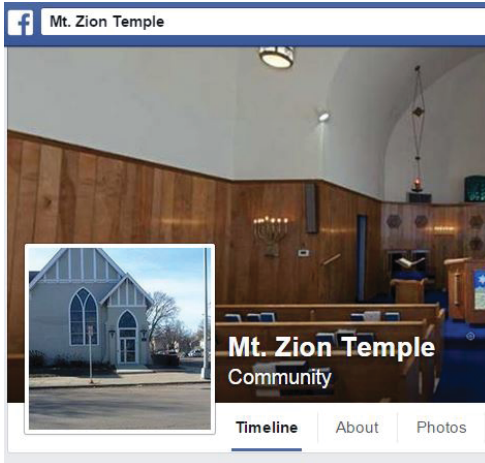 Mt. Zion Temple
Mt. Zion Temple
Community
Timeline
About
Photos